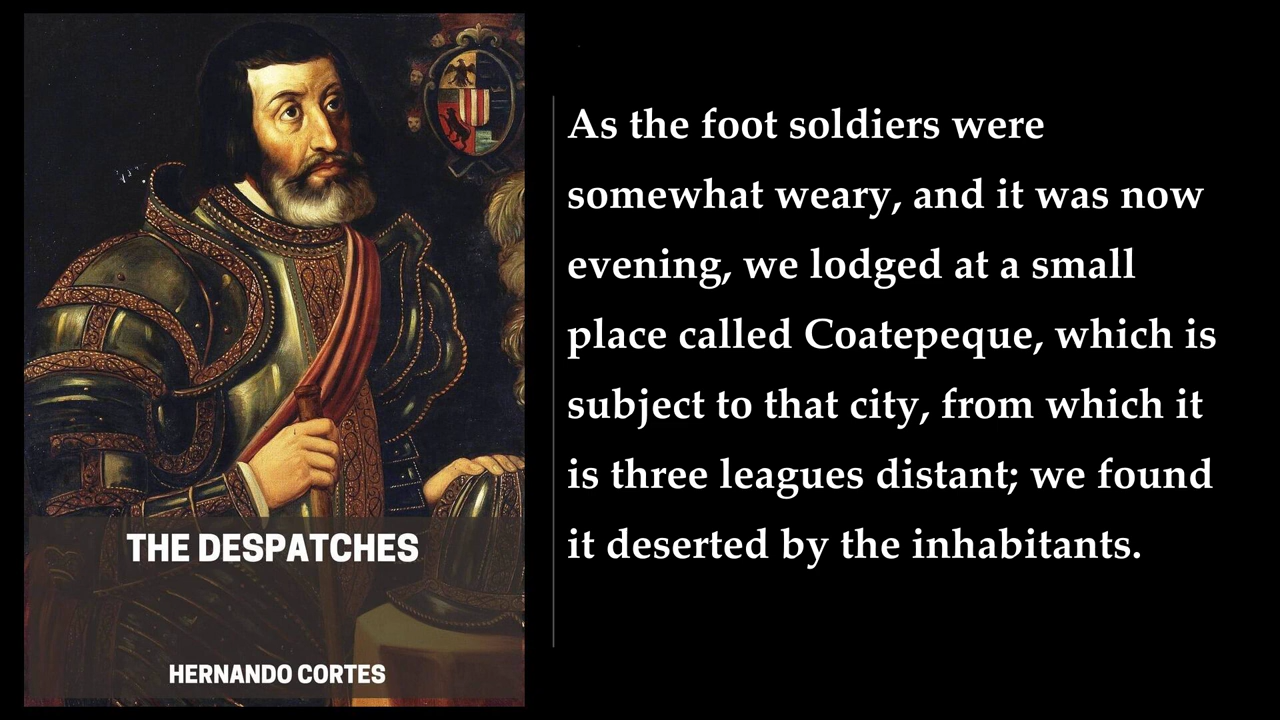 THE DESPATCHES
HERNANDO CORTES
As the foot soldiers were
somewhat weary, and it was now
evening, we lodged at a small
place called Coatepeque, which is
subject to that city, from which it
is three leagues distant; we found
it deserted by the inhabitants.